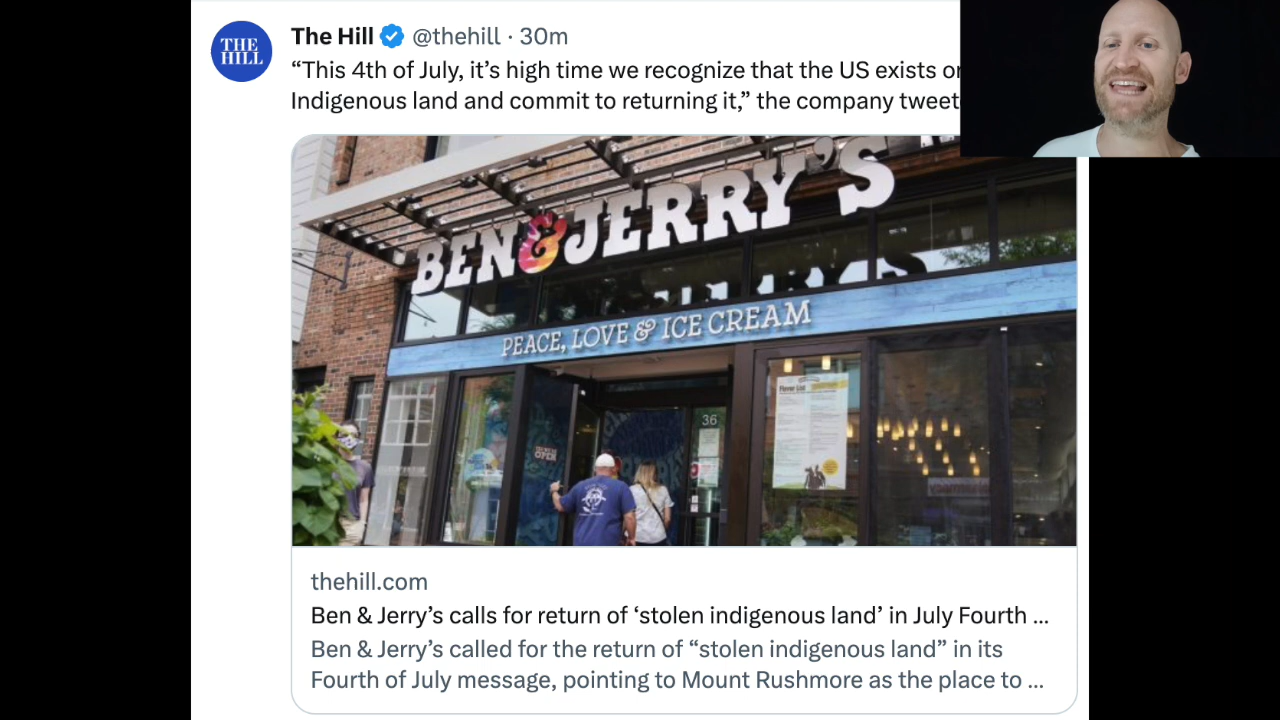 THE
HILL
The Hill @thehill · 30m
“This 4th of July, it’s high time we recognize that the US exists
Indigenous land and commit to returning it,” the company
BEN & JERRY’S
PEACE, LOVE & ICE CREAM
36
OPEN
thehill.com
Ben & Jerry’s calls for return of ‘stolen indigenous land’ in July Fourth ...
Ben & Jerry’s called for the return of “stolen indigenous land” in its
Fourth of July message, pointing to Mount Rushmore as the place to ...